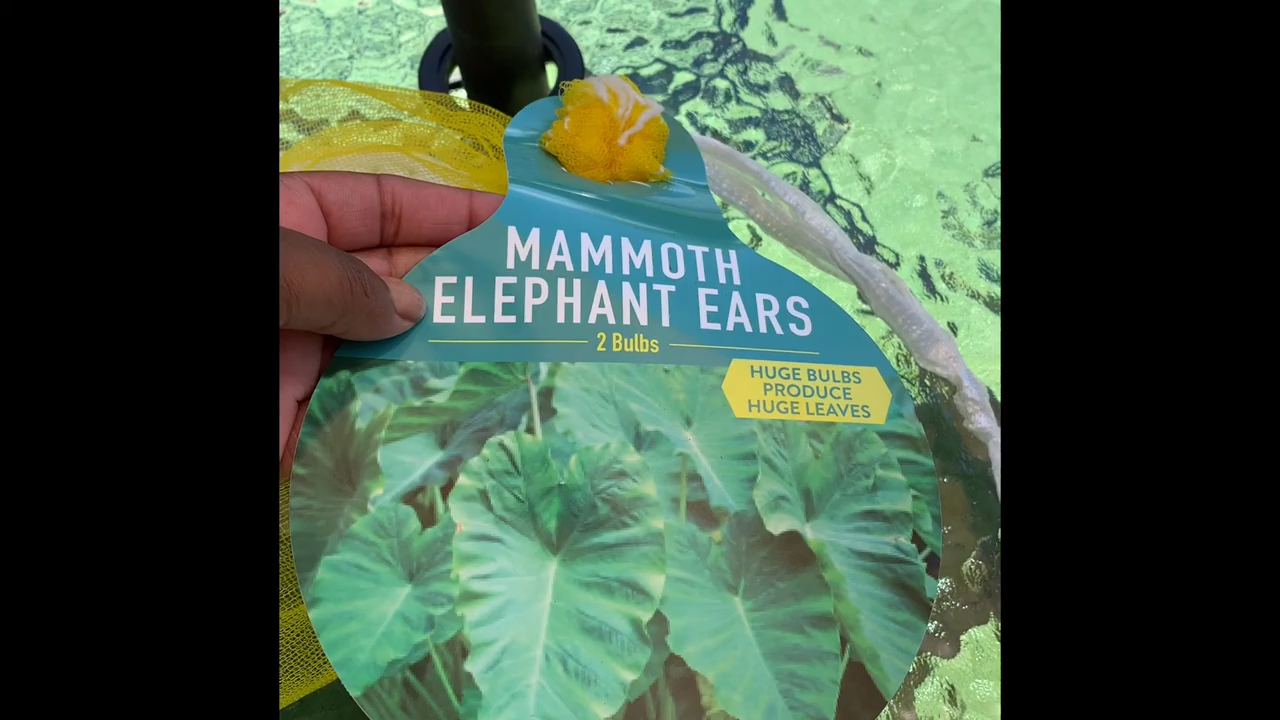 MAMMOTH
ELEPHANT EARS
2 Bulbs
HUGE BULBS
PRODUCE
HUGE LEAVES